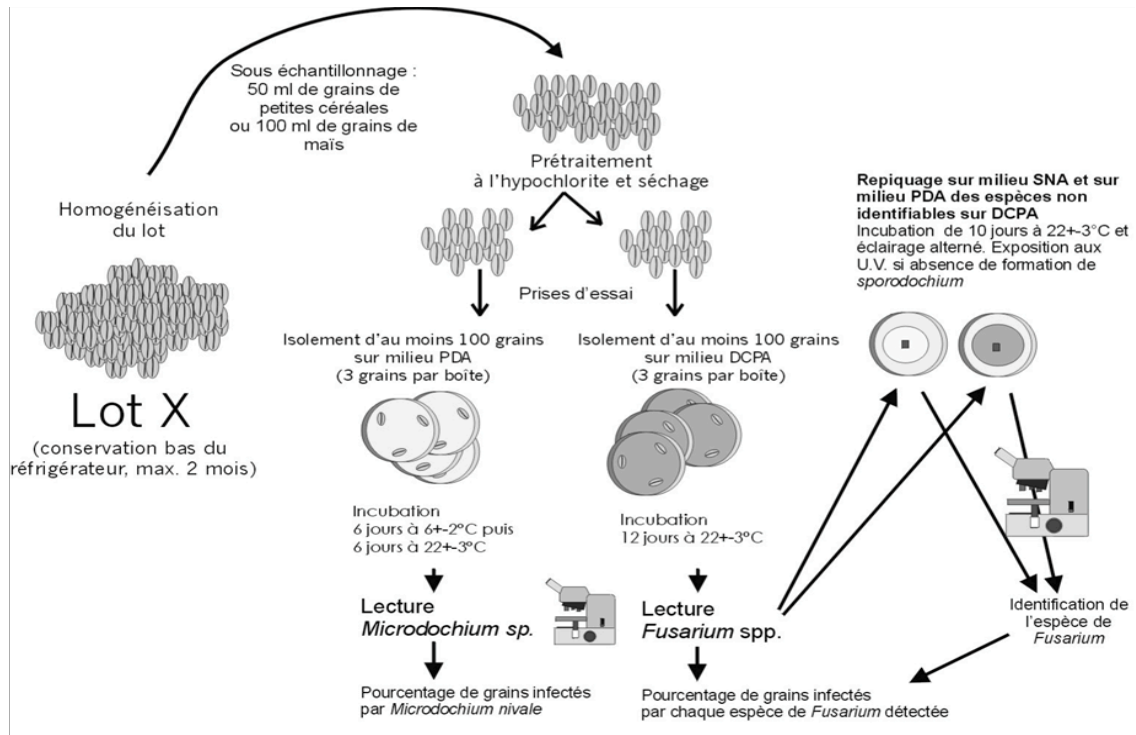 Sous échantillonnage :
50 ml de grains de
petites céréales
ou 100 ml de grains de
maïs
Prétraitement
à l'hypochlorite et séchage
Homogénéisation
du lot
Lot X
(conservation bas du
réfrigérateur, max. 2 mois)
Prises d'essai
Isolement d'au moins 100 grains
sur milieu PDA
(3 grains par boîte)
Isolement d'au moins 100 grains
sur milieu DCPA
(3 grains par boîte)
Incubation
6 jours à 6+-2°C puis
6 jours à 22+-3°C
Incubation
12 jours à 22+-3°C
Lecture
Microdochium sp.
Lecture
Fusarium spp.
Pourcentage de grains infectés
par Microdochium nivale
Pourcentage de grains infectés
par chaque espèce de Fusarium détectée
Repiquage sur milieu SNA et sur
milieu PDA des espèces non
identifiables sur DCPA
Incubation de 10 jours à 22+-3°C et
éclairage alterné. Exposition aux
U.V. si absence de formation de
sporodochium
Identification de
l'espèce de
Fusarium